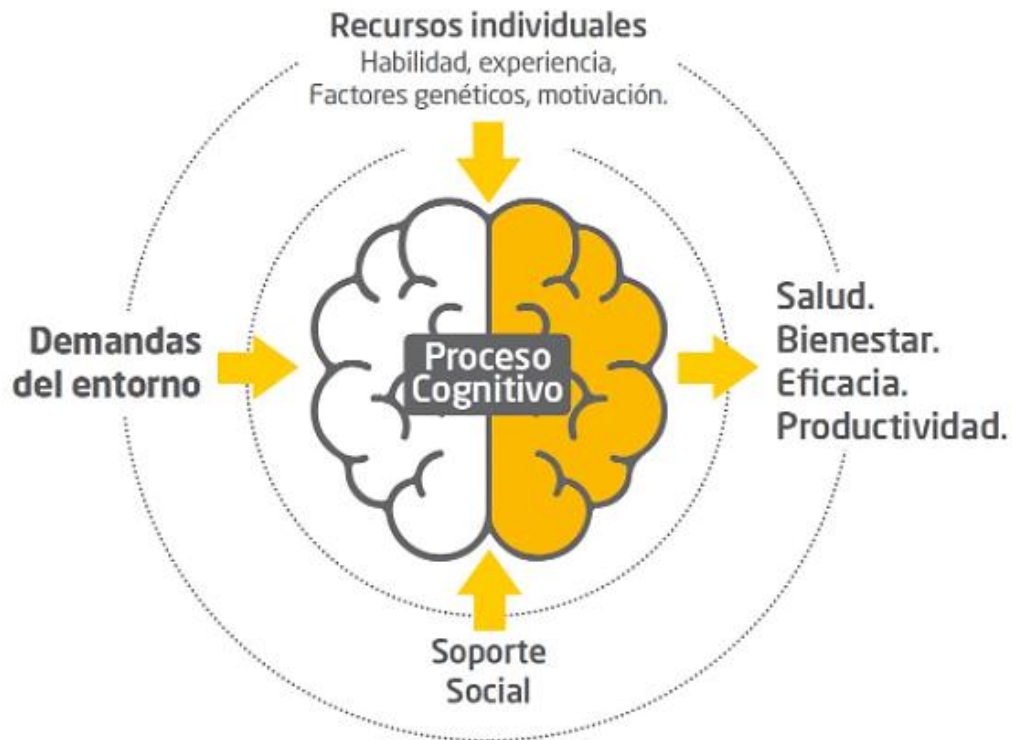 Recursos individuales
Habilidad, experiencia,
Factores genéticos, motivación.
Demandas
del entorno
Proceso
Cognitivo
Salud.
Bienestar.
Eficacia.
Productividad.
Soporte
Social